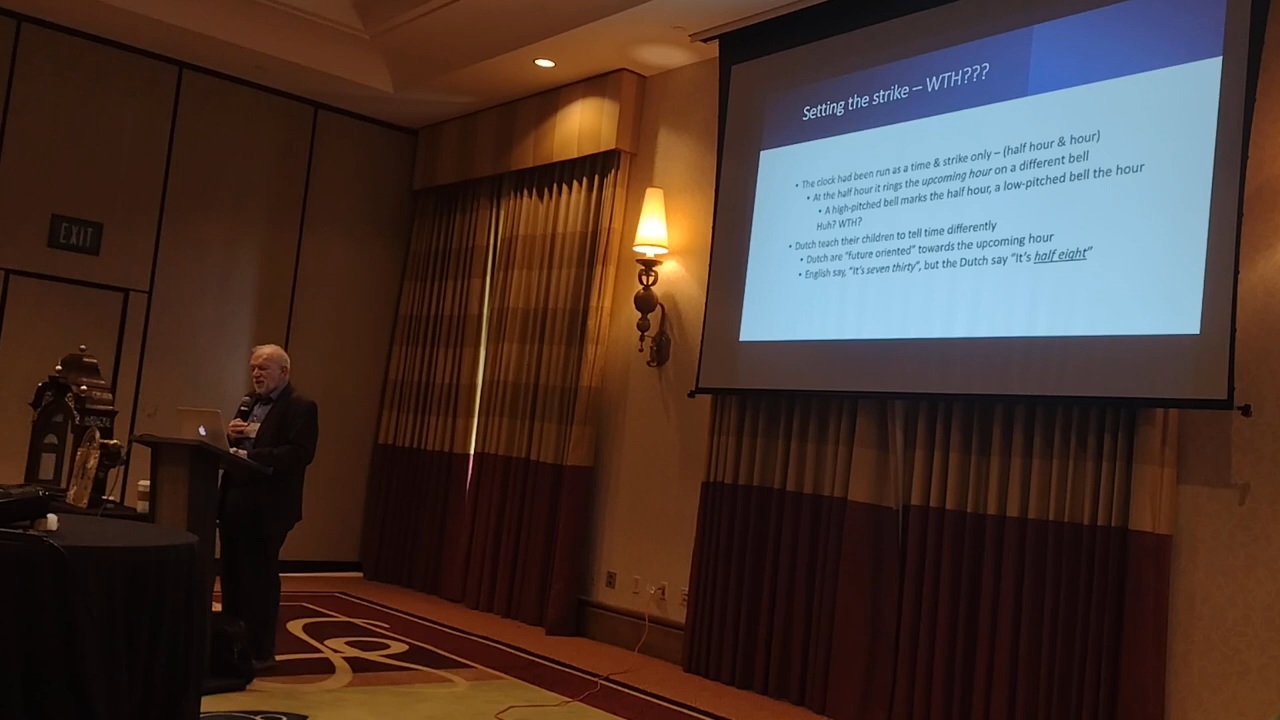 Setting the strike – WTH???
• The clock had been run as a time & strike only – (half hour & hour)
• At the half hour it rings the upcoming hour on a different bell
• A high-pitched bell marks the half hour, a low-pitched bell the hour
Huh? WTH?
• Dutch teach their children to tell time differently
• Dutch are “future oriented” towards the upcoming hour
• English say, “It’s seven thirty”, but the Dutch say “It’s half eight”
EXIT